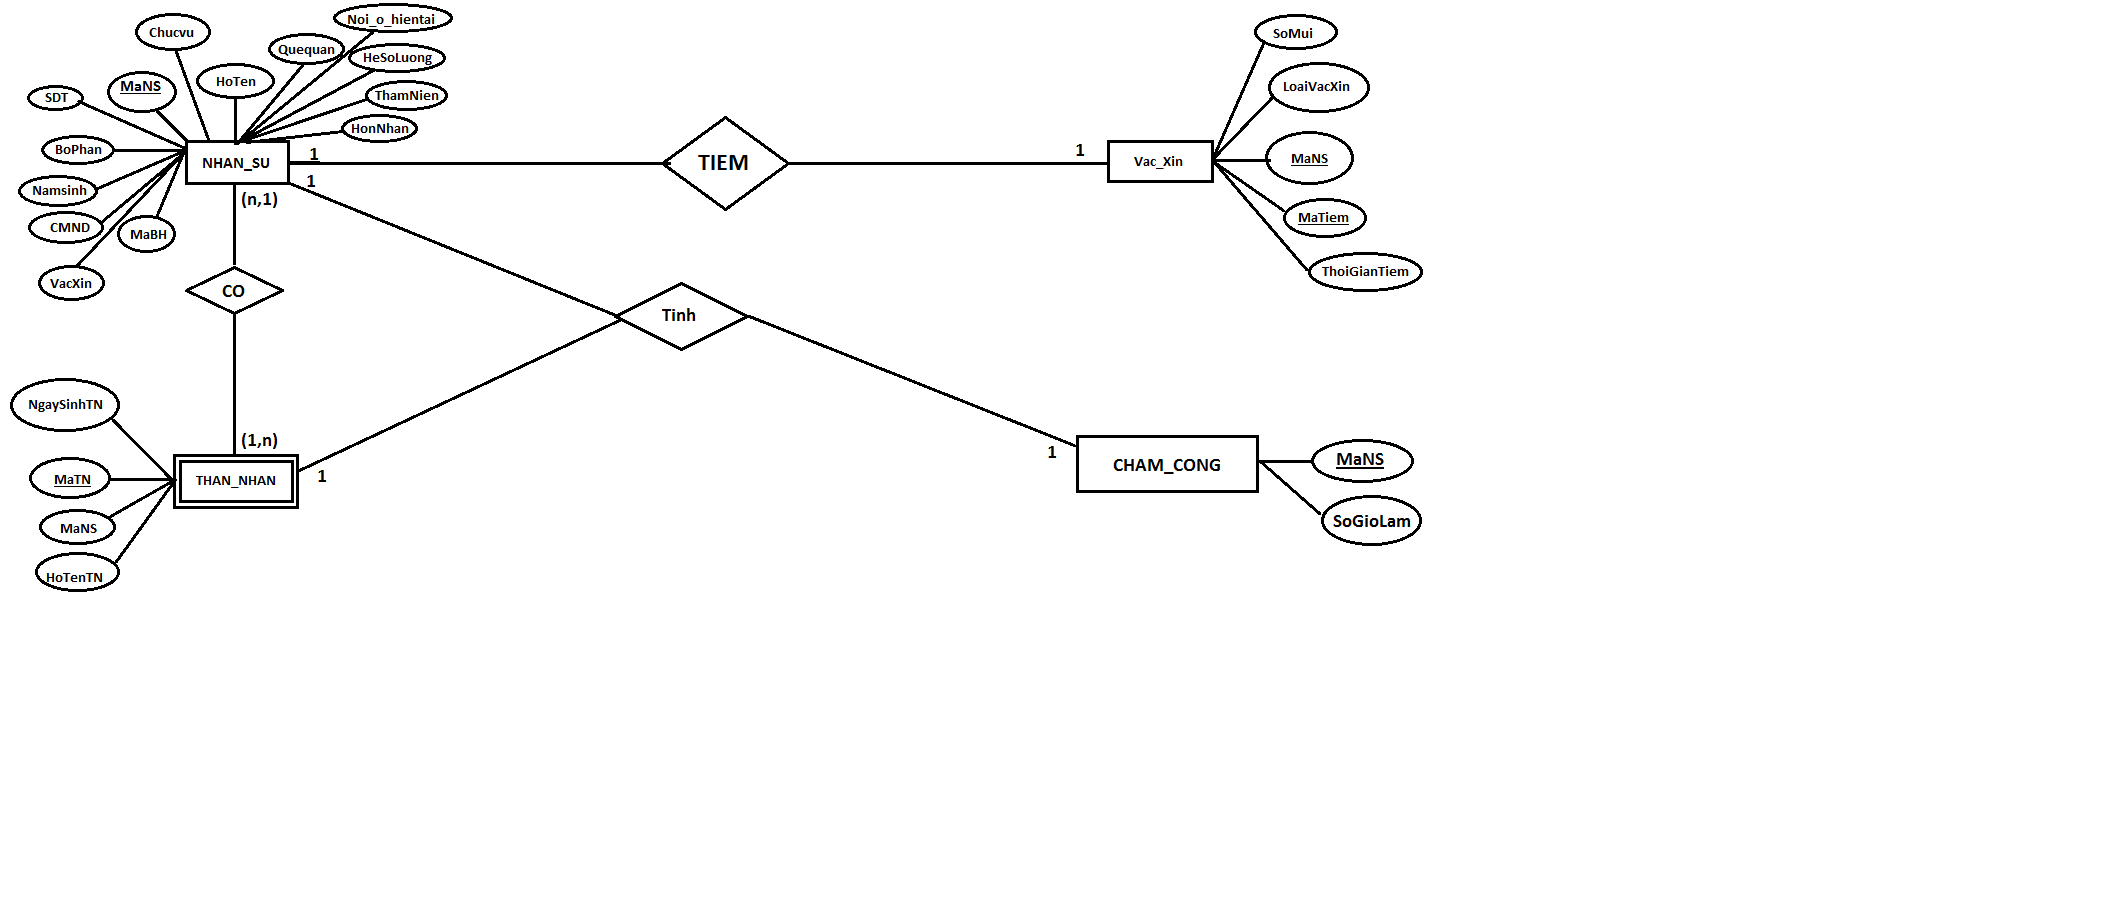 Noi_o_hientai
Chucvu
SoMui
Quequan
HeSoLuong
HoTen
MaNS
LoaiVacXin
SDT
ThamNien
HonNhan
BoPhan
1
1
NHAN_SU
TIEM
Vac_Xin
MaNS
1
Namsinh
(n,1)
CMND
MaBH
MaTiem
VacXin
CO
ThoiGianTiem
Tinh
NgaySinhTN
(1,n)
1
MaNS
CHAM_CONG
MaTN
THAN_NHAN
1
MaNS
SoGioLam
HoTenTN